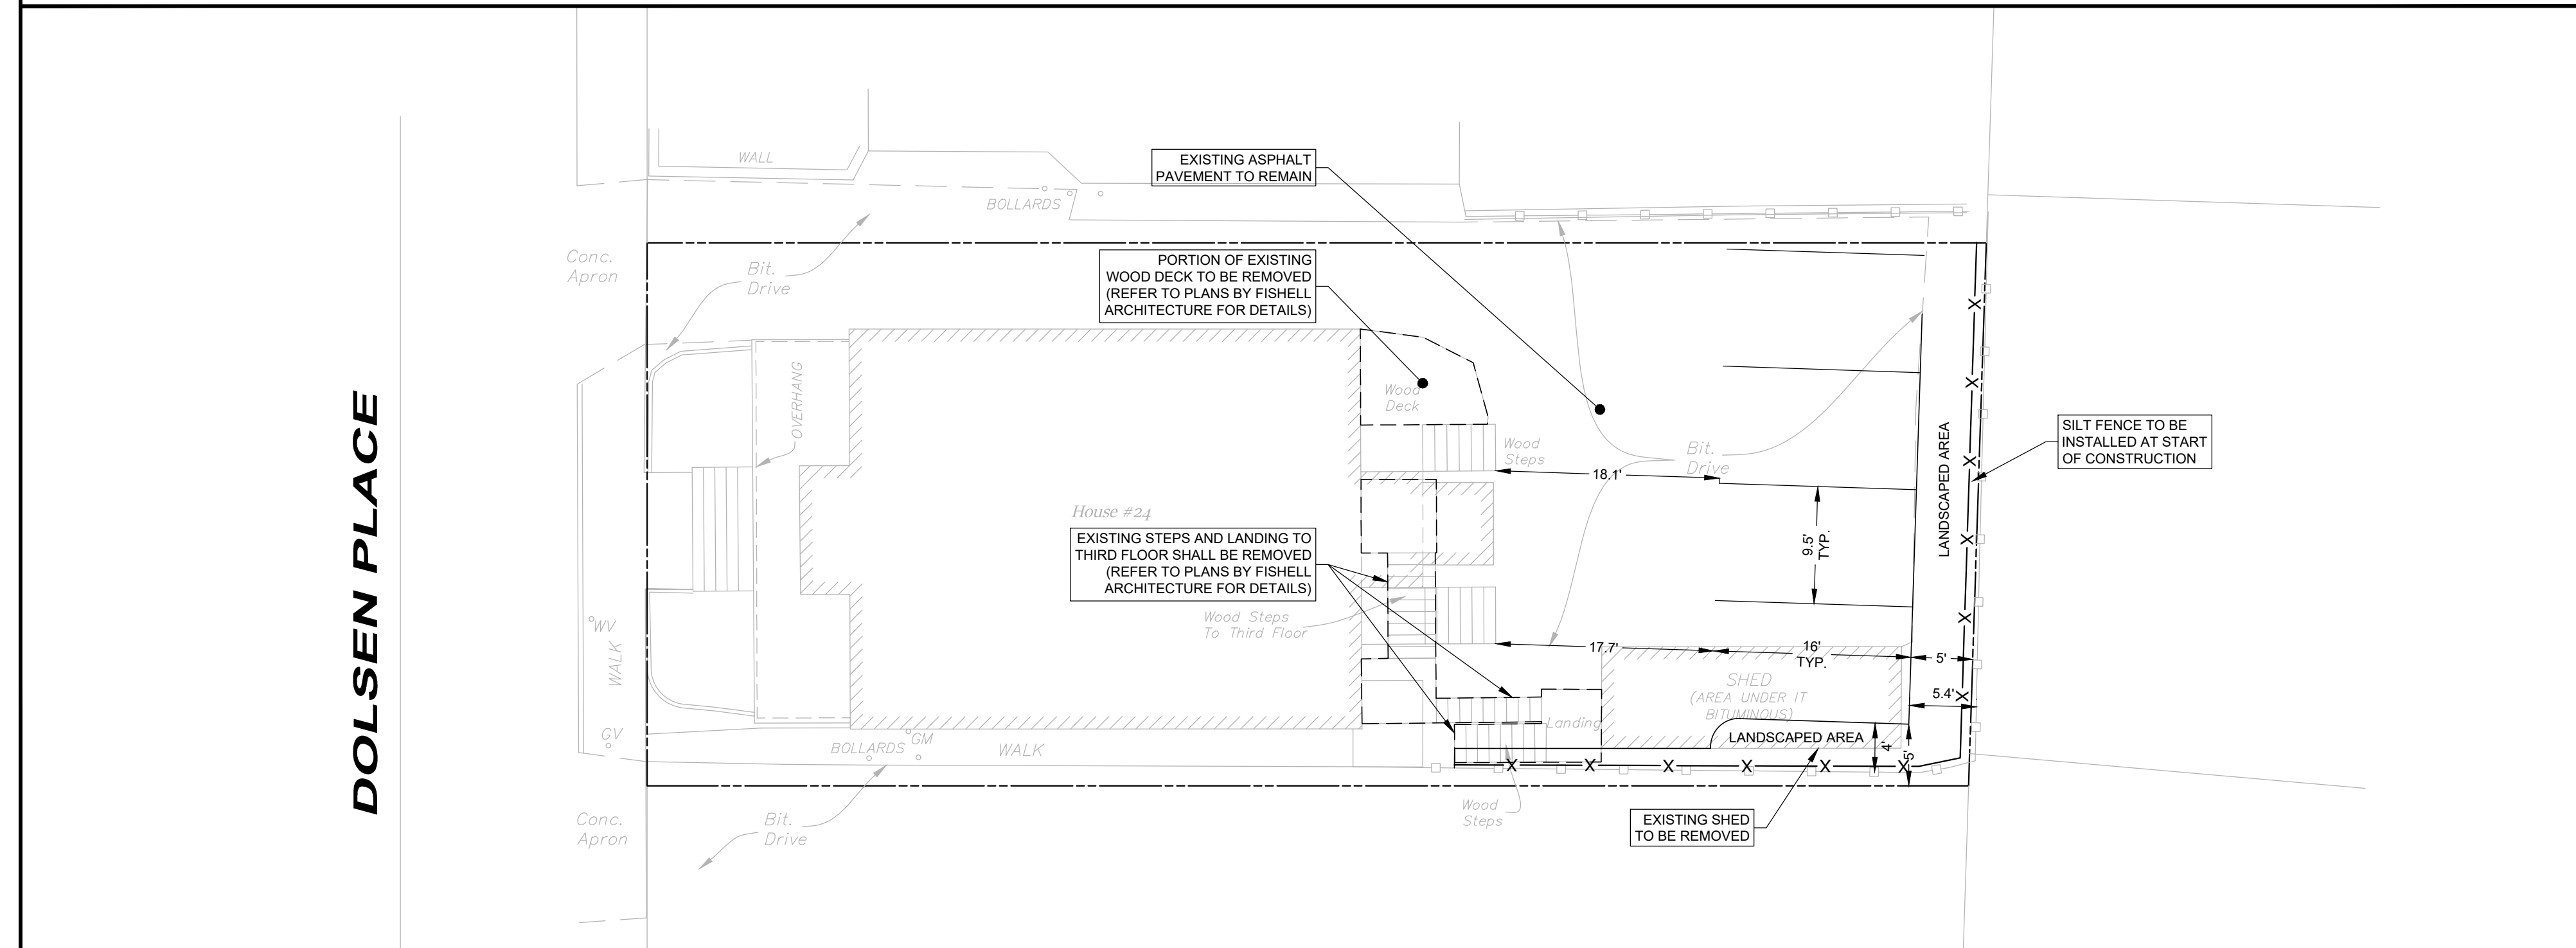 DOLSEN PLACE
WALL
EXISTING ASPHALT
PAVEMENT TO REMAIN
BOLLARDS
Conc.
Apron
Bit.
Drive
PORTION OF EXISTING
WOOD DECK TO BE REMOVED
(REFER TO PLANS BY FISHELL
ARCHITECTURE FOR DETAILS)
OVERHANG
Wood
Deck
Wood
Steps
Bit.
Drive
18.1'
LANDSCAPED AREA
SILT FENCE TO BE
INSTALLED AT START
OF CONSTRUCTION
House #24
EXISTING STEPS AND LANDING TO
THIRD FLOOR SHALL BE REMOVED
(REFER TO PLANS BY FISHELL
ARCHITECTURE FOR DETAILS)
9.5'
TYP.
Wood Steps
To Third Floor
WV
WALK
17.7'
16'
TYP.
5'
SHED
(AREA UNDER IT
BITUMINOUS)
5.4'
Landing
LANDSCAPED AREA
4'
5'
GV
BOLLARDS
GM
WALK
X
X
X
X
X
X
X
X
X
X
X
X
Wood
Steps
EXISTING SHED
TO BE REMOVED
Conc.
Apron
Bit.
Drive